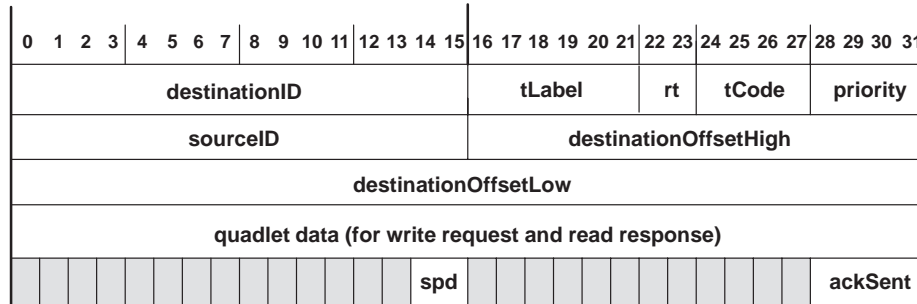 0 1 2 3 4 5 6 7 8 9 10 11 12 13 14 15 16 17 18 19 20 21 22 23 24 25 26 27 28 29 30 31
destinationID tLabel rt tCode priority
sourceID destinationOffsetHigh
destinationOffsetLow
quadlet data (for write request and read response)
spd ackSent